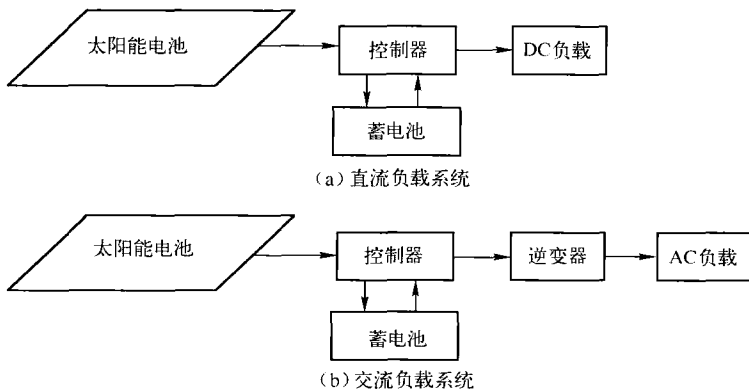 太阳能电池 控制器 DC负载
蓄电池
(a)直流负载系统
太阳能电池 控制器 逆变器 AC负载
蓄电池
(b)交流负载系统